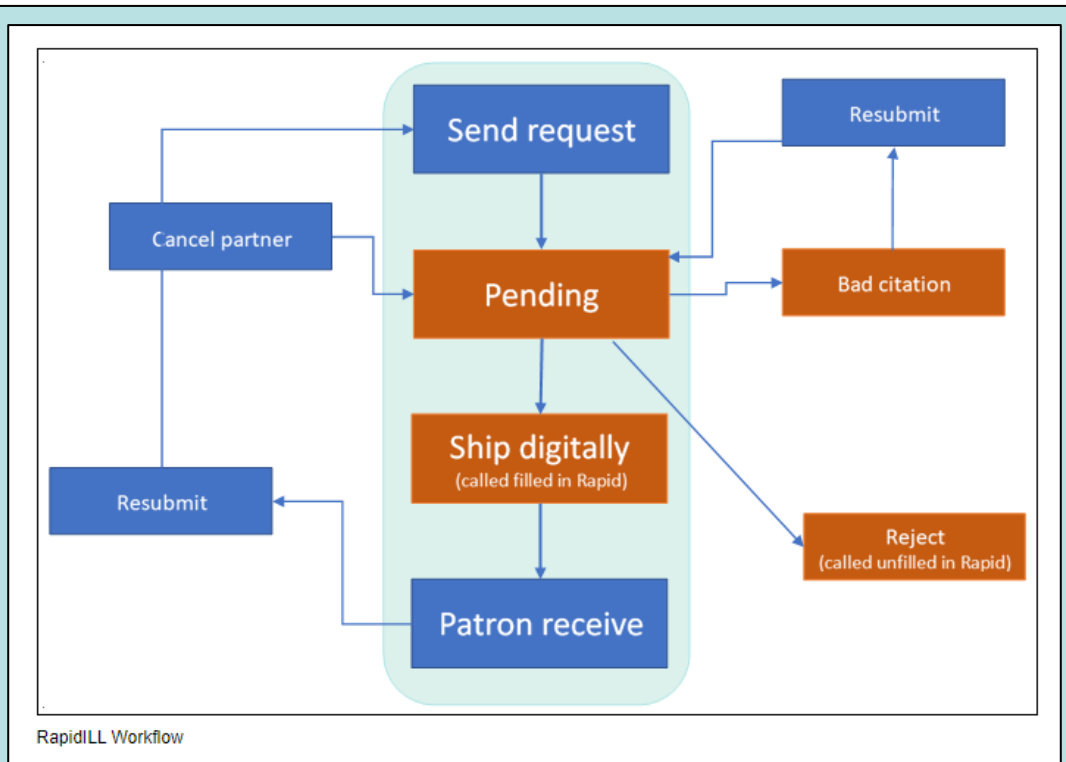 Send request
Resubmit
Cancel partner
Pending
Bad citation
Ship digitally
(called filled in Rapid)
Resubmit
Reject
(called unfilled in Rapid)
Patron receive
RapidILL Workflow